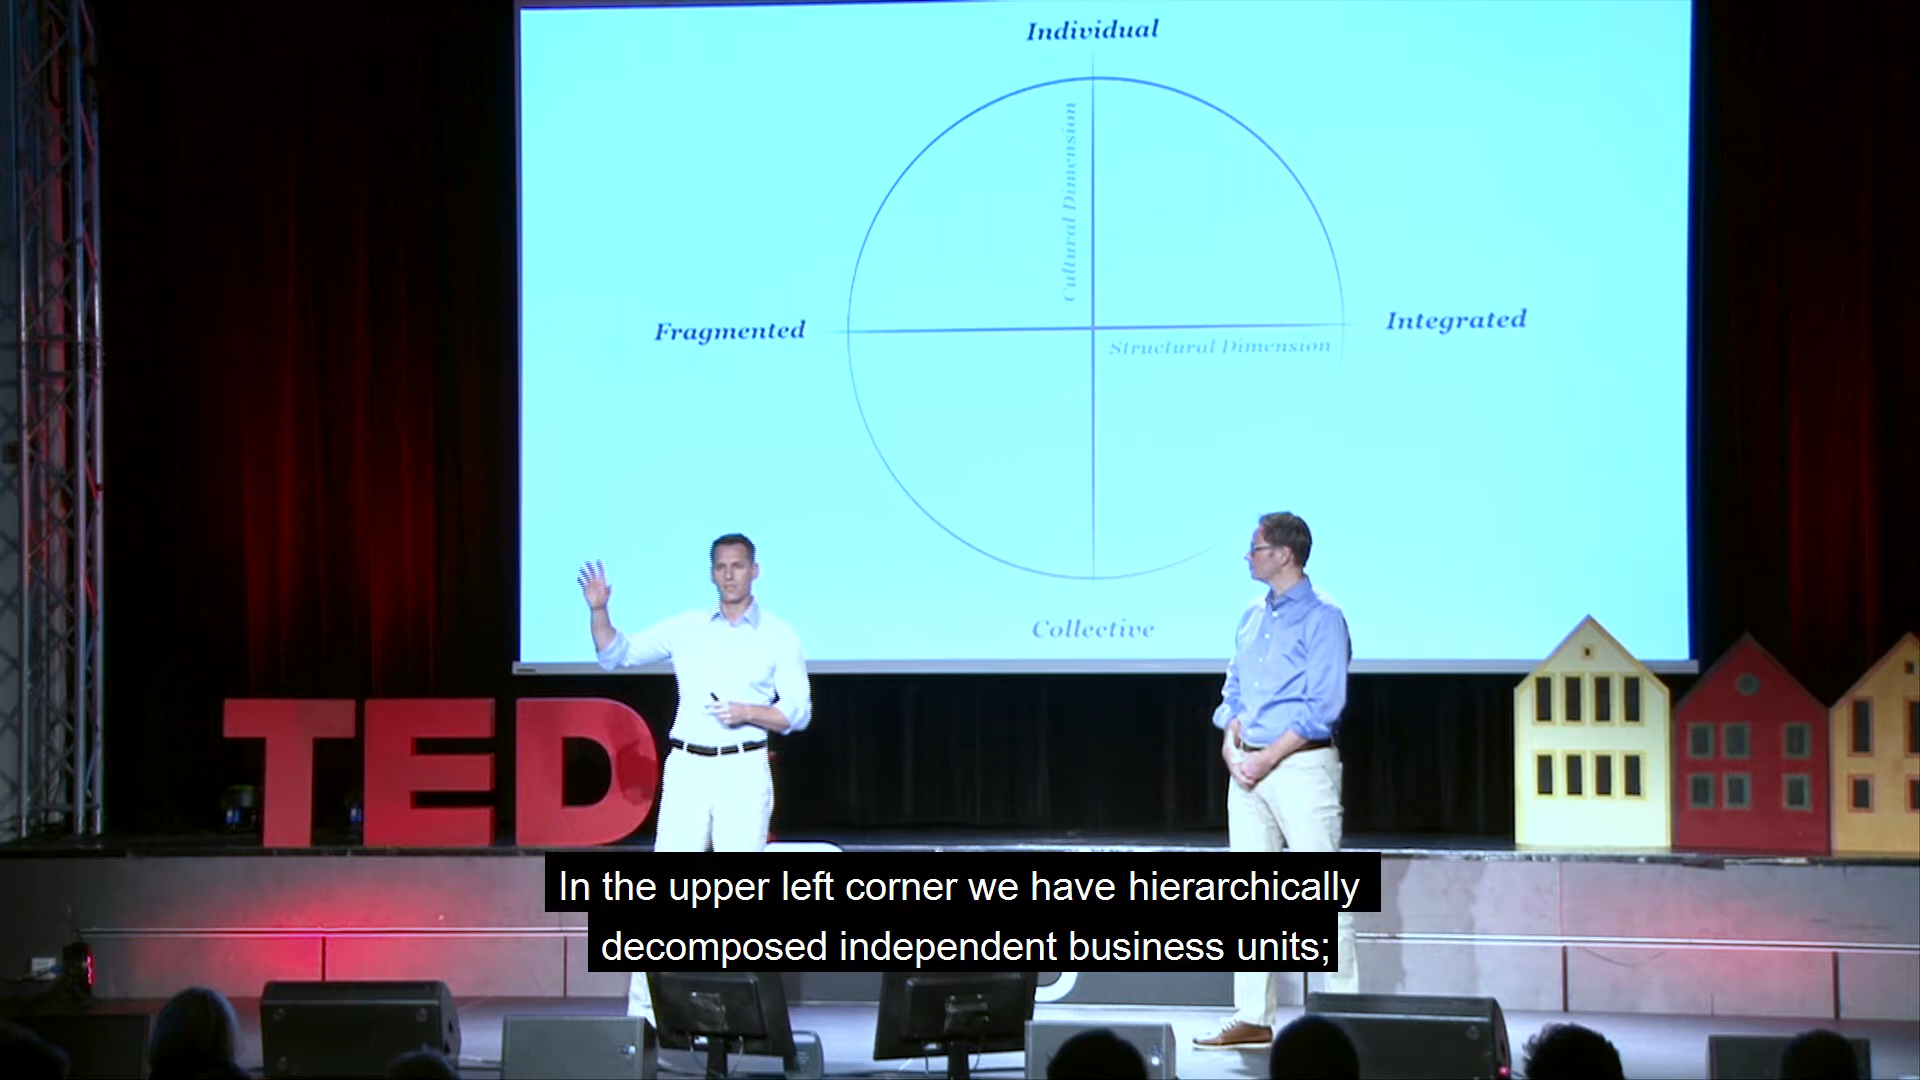 Individual
Cultural Dimension
Fragmented
Integrated
Structural Dimension
Collective
TED
In the upper left corner we have hierarchically
decomposed independent business units;